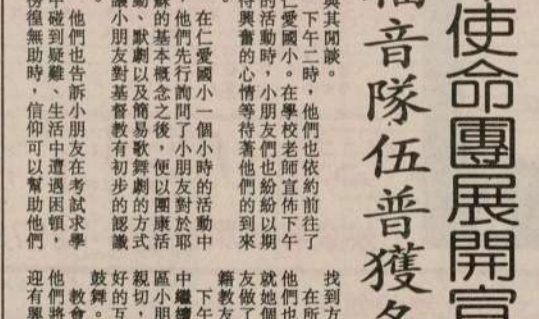 使命團展開宣
福音隊伍普獲
與其閒談。
下午二時，他們也依約前往了
仁愛國小。在學校老師宣佈下午
的活動時，小朋友們也紛紛以期
待興奮的心情等待著他們的到來
。
在仁愛國小一個小時的活動中
，他們先行詢問了小朋友對於耶
穌的基本概念之後，便以團康活
動、默劇以及簡易歌舞劇的方式
讓小朋友對基督教有初步的認識
。
他們也告訴小朋友在考試求學
中碰到疑難、生活中遭遇困頓，
徬徨無助時，信仰可以幫助他們
找到方
在所
他們也
就她個
友做了
籍教友
下午
中繼續
區小朋
親切，
好的互
鼓舞。
教會
他們將
迎有興